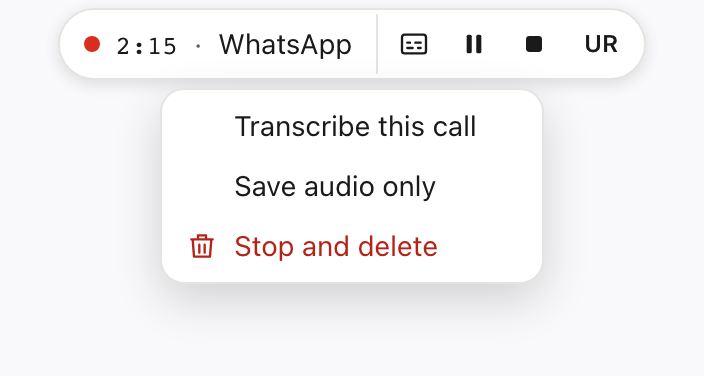 2:15 · WhatsApp UR
Transcribe this call
Save audio only
Stop and delete